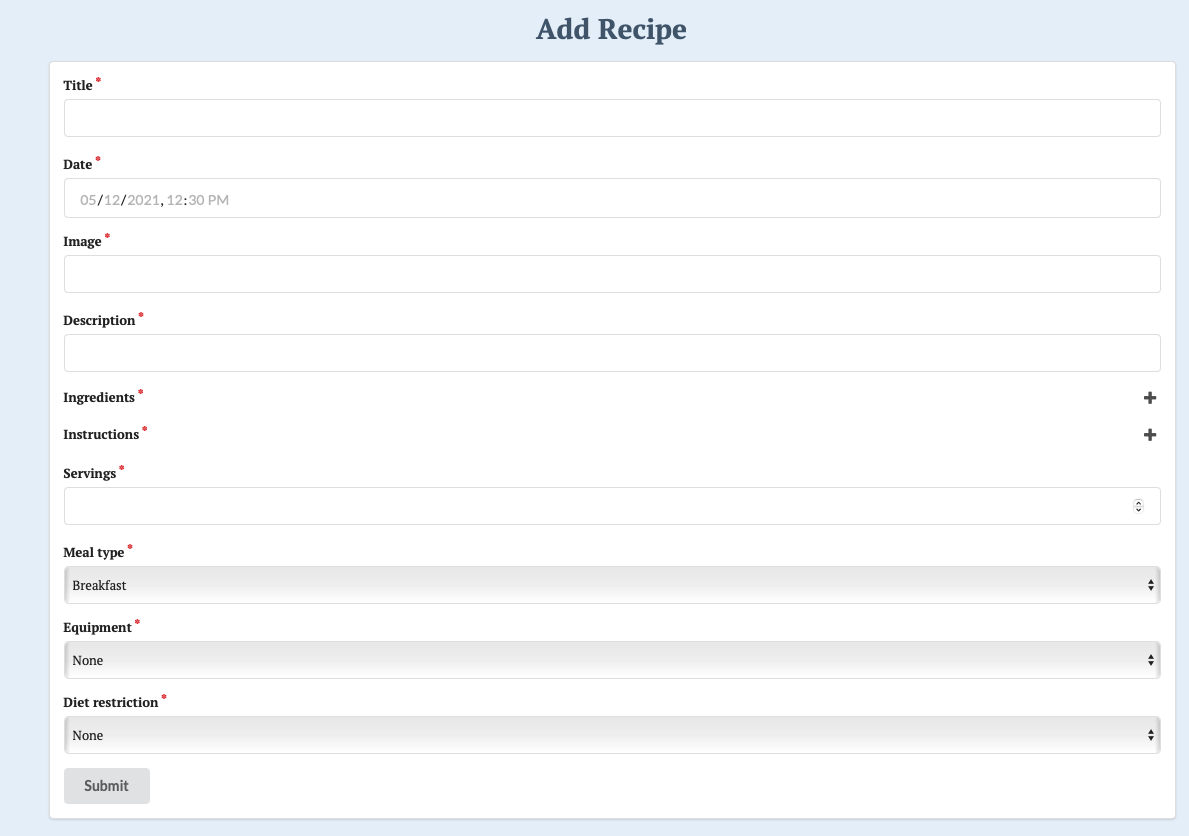 Add Recipe
Title *
Date *
05/12/2021, 12:30 PM
Image *
Description *
Ingredients *
Instructions *
Servings *
Meal type *
Breakfast
Equipment *
None
Diet restriction *
None
Submit